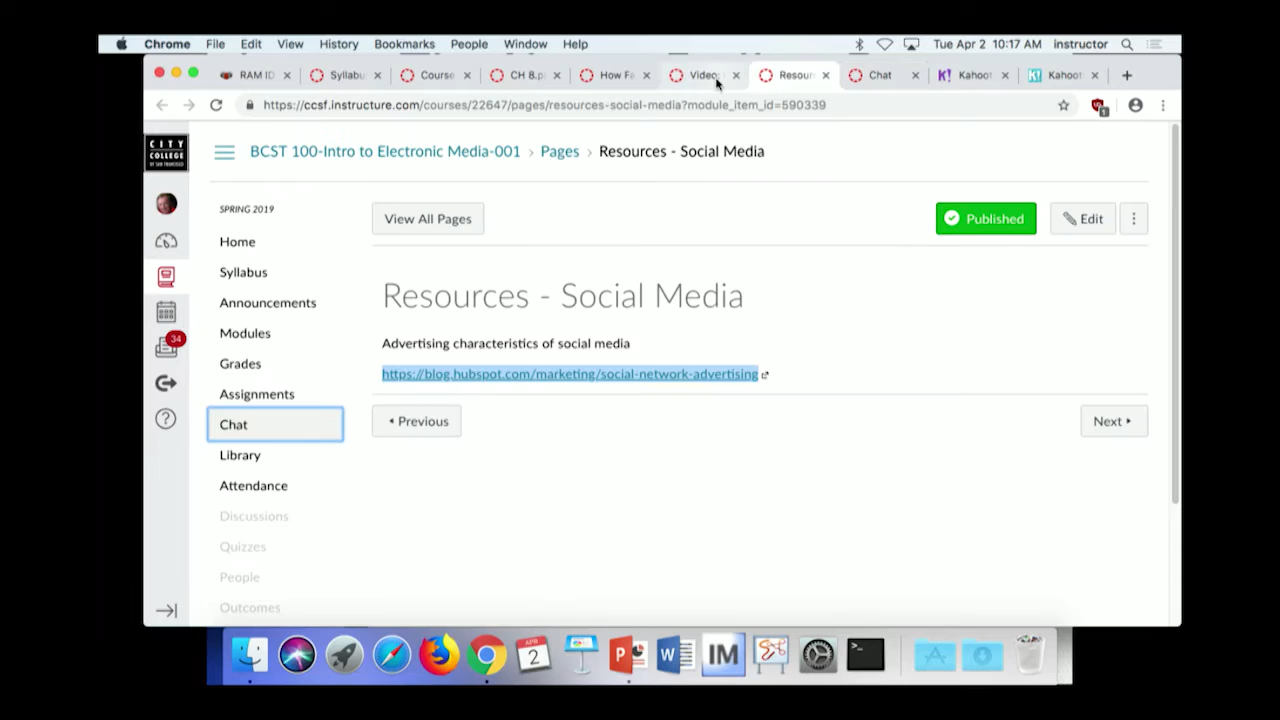 Chrome File Edit View History Bookmarks People Window Help Tue Apr 2 10:17 AM instructor
RAM ID Syllabu Course CH 8.p How Fa Video Resour Chat Kahoot Kahoot
https://ccsf.instructure.com/courses/22647/pages/resources-social-media?module_item_id=590339
1
CITY
COLLEGE
OF SAN FRANCISCO
BCST 100-Intro to Electronic Media-001 › Pages › Resources - Social Media
SPRING 2019
Home
Syllabus
Announcements
Modules
Grades
Assignments
Chat
Library
Attendance
Discussions
Quizzes
People
Outcomes
34
View All Pages
Published
Edit
Resources - Social Media
Advertising characteristics of social media
https://blog.hubspot.com/marketing/social-network-advertising
Previous
Next
APR
2
P
W
IM